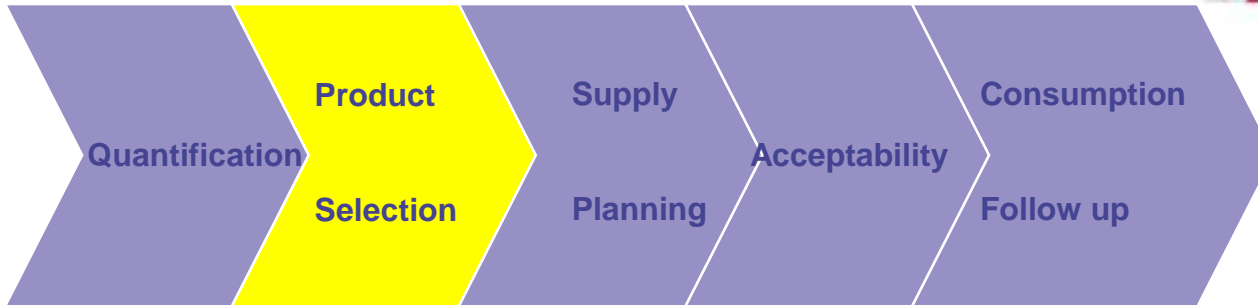 Quantification
Product
Selection
Supply
Planning
Acceptability
Consumption
Follow up